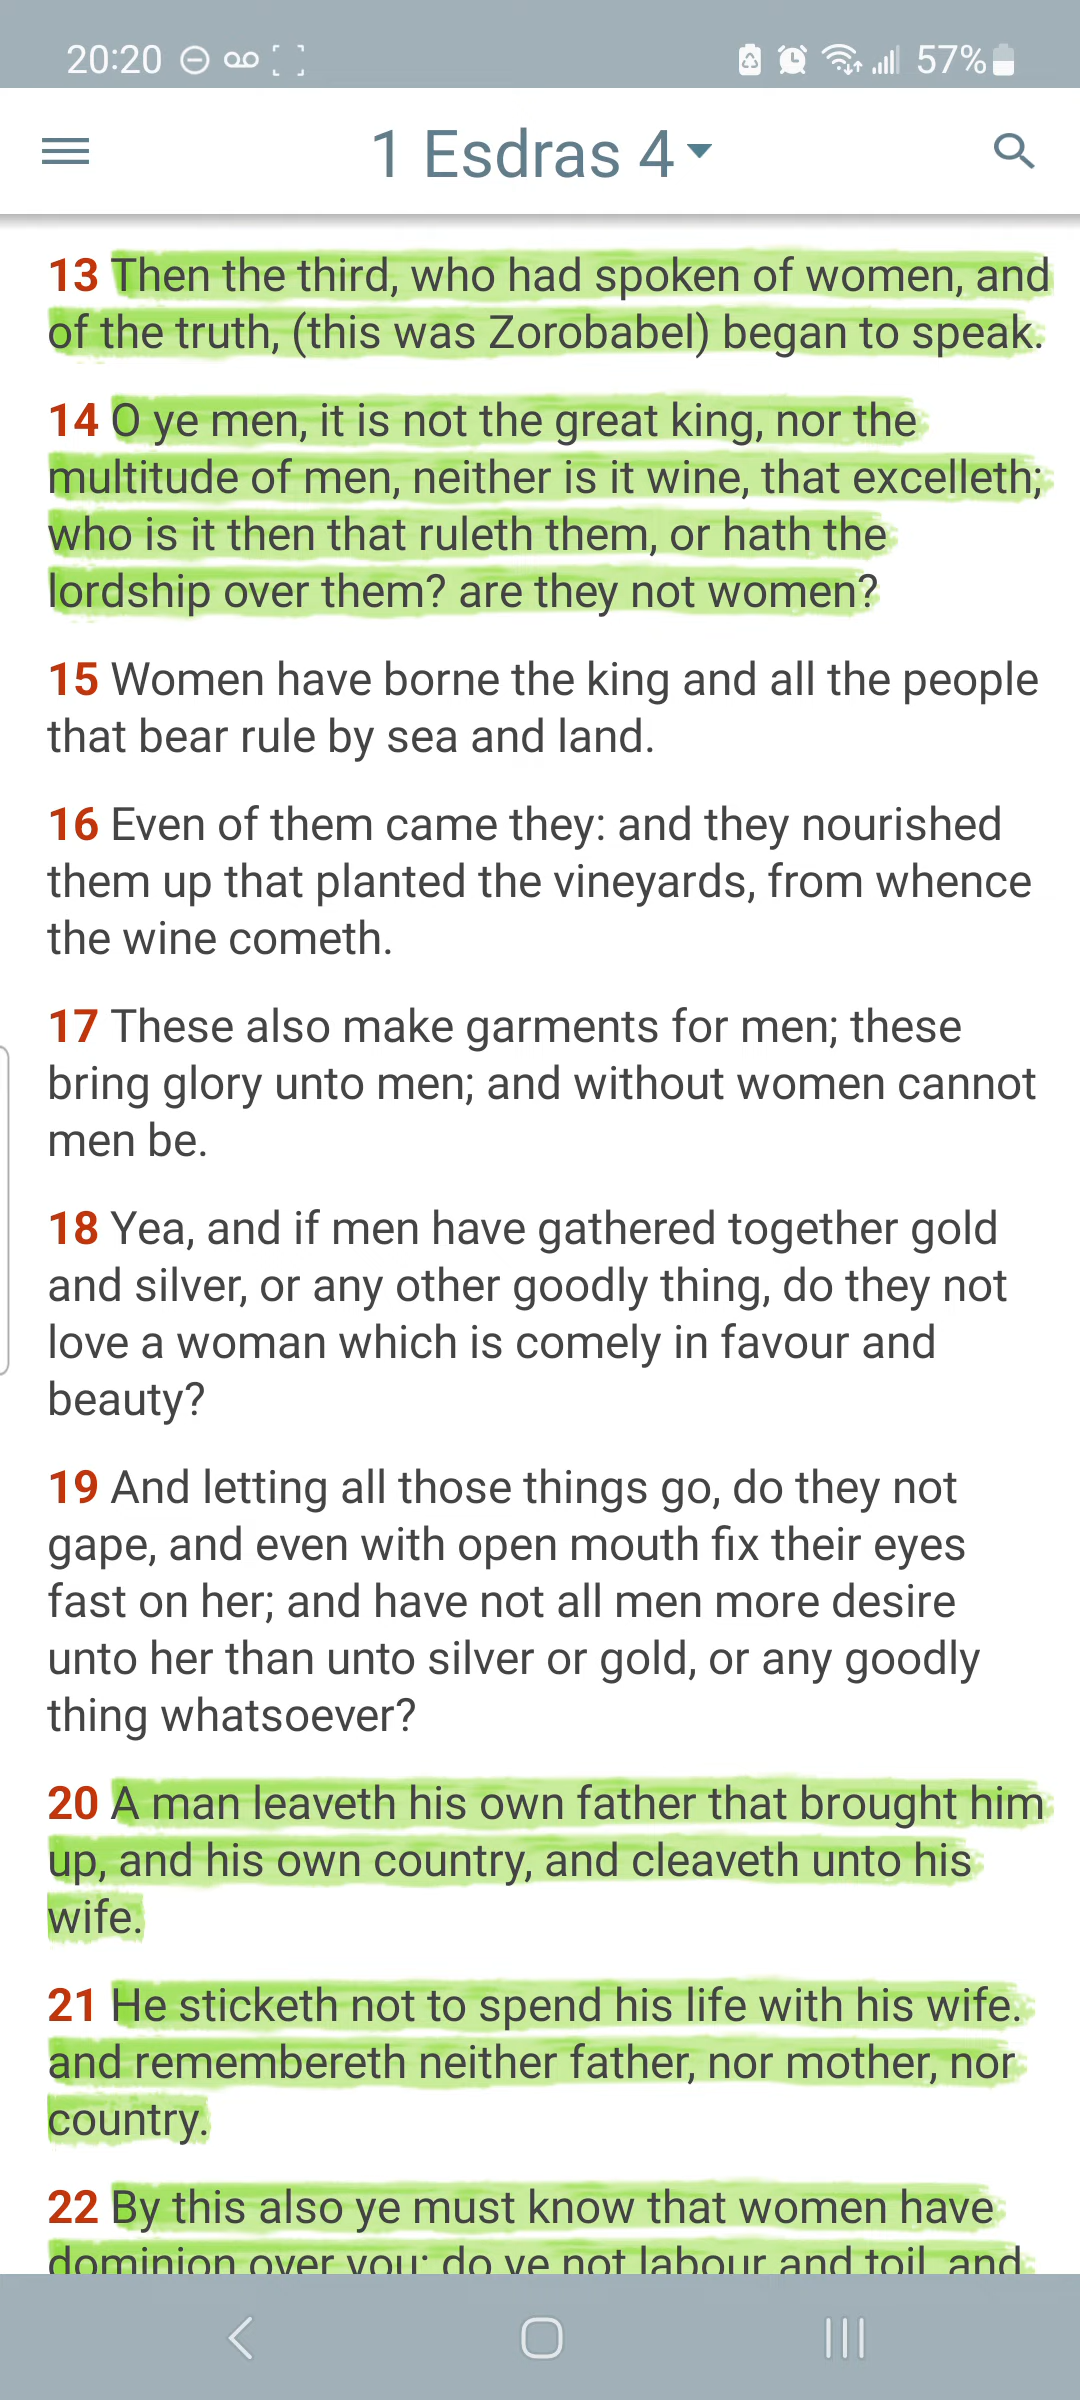 20:20
57%
1 Esdras 4
13 Then the third, who had spoken of women, and
of the truth, (this was Zorobabel) began to speak.
14 O ye men, it is not the great king, nor the
multitude of men, neither is it wine, that excelleth;
who is it then that ruleth them, or hath the
lordship over them? are they not women?
15 Women have borne the king and all the people
that bear rule by sea and land.
16 Even of them came they: and they nourished
them up that planted the vineyards, from whence
the wine cometh.
17 These also make garments for men; these
bring glory unto men; and without women cannot
men be.
18 Yea, and if men have gathered together gold
and silver, or any other goodly thing, do they not
love a woman which is comely in favour and
beauty?
19 And letting all those things go, do they not
gape, and even with open mouth fix their eyes
fast on her; and have not all men more desire
unto her than unto silver or gold, or any goodly
thing whatsoever?
20 A man leaveth his own father that brought him
up, and his own country, and cleaveth unto his
wife.
21 He sticketh not to spend his life with his wife.
and remembereth neither father, nor mother, nor
country.
22 By this also ye must know that women have
dominion over you: do ye not labour and toil, and